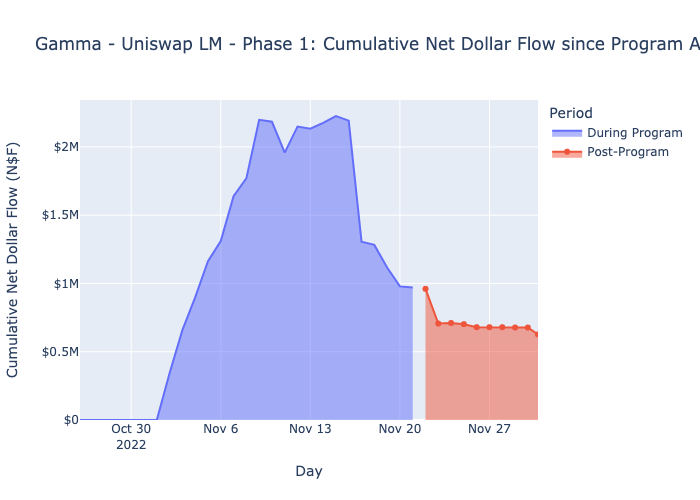 Gamma - Uniswap LM - Phase 1: Cumulative Net Dollar Flow since Program A
Cumulative Net Dollar Flow (N$F)
$2M
$1.5M
$1M
$0.5M
$0
Oct 30
2022
Nov 6
Nov 13
Nov 20
Nov 27
Day
Period
During Program
Post-Program